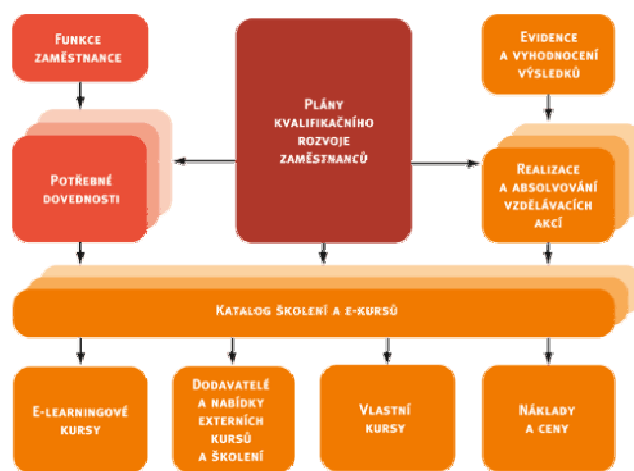 FUNKCE
ZAMĚSTNANCE
EVIDENCE
A VYHODNOCENÍ
VÝSLEDKŮ
PLÁNY
KVALIFIKAČNÍHO
ROZVOJE
ZAMĚSTNANCŮ
POTŘEBNÉ
DOVEDNOSTI
REALIZACE
A ABSOLVOVÁNÍ
VZDĚLÁVACÍCH
AKCÍ
KATALOG ŠKOLENÍ A E-KURSŮ
E-LEARNINGOVÉ
KURSY
DODAVATELÉ
A NABÍDKY
EXTERNÍCH
KURSŮ
A ŠKOLENÍ
VLASTNÍ
KURSY
NÁKLADY
A CENY